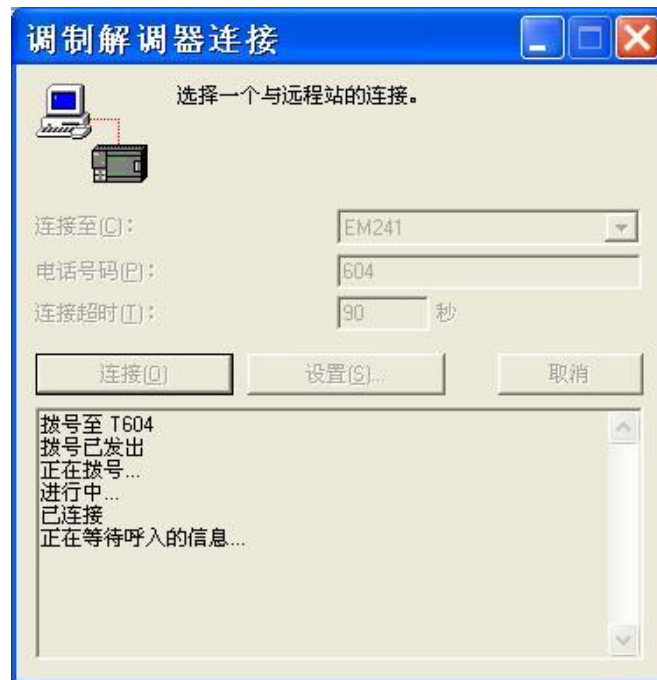 调制解调器连接
选择一个与远程站的连接。
连接至(C): EM241
电话号码(P): 604
连接超时(T): 90 秒
连接(O) 设置(S)... 取消
拨号至 T604
拨号已发出
正在拨号...
进行中...
已连接
正在等待呼入的信息...